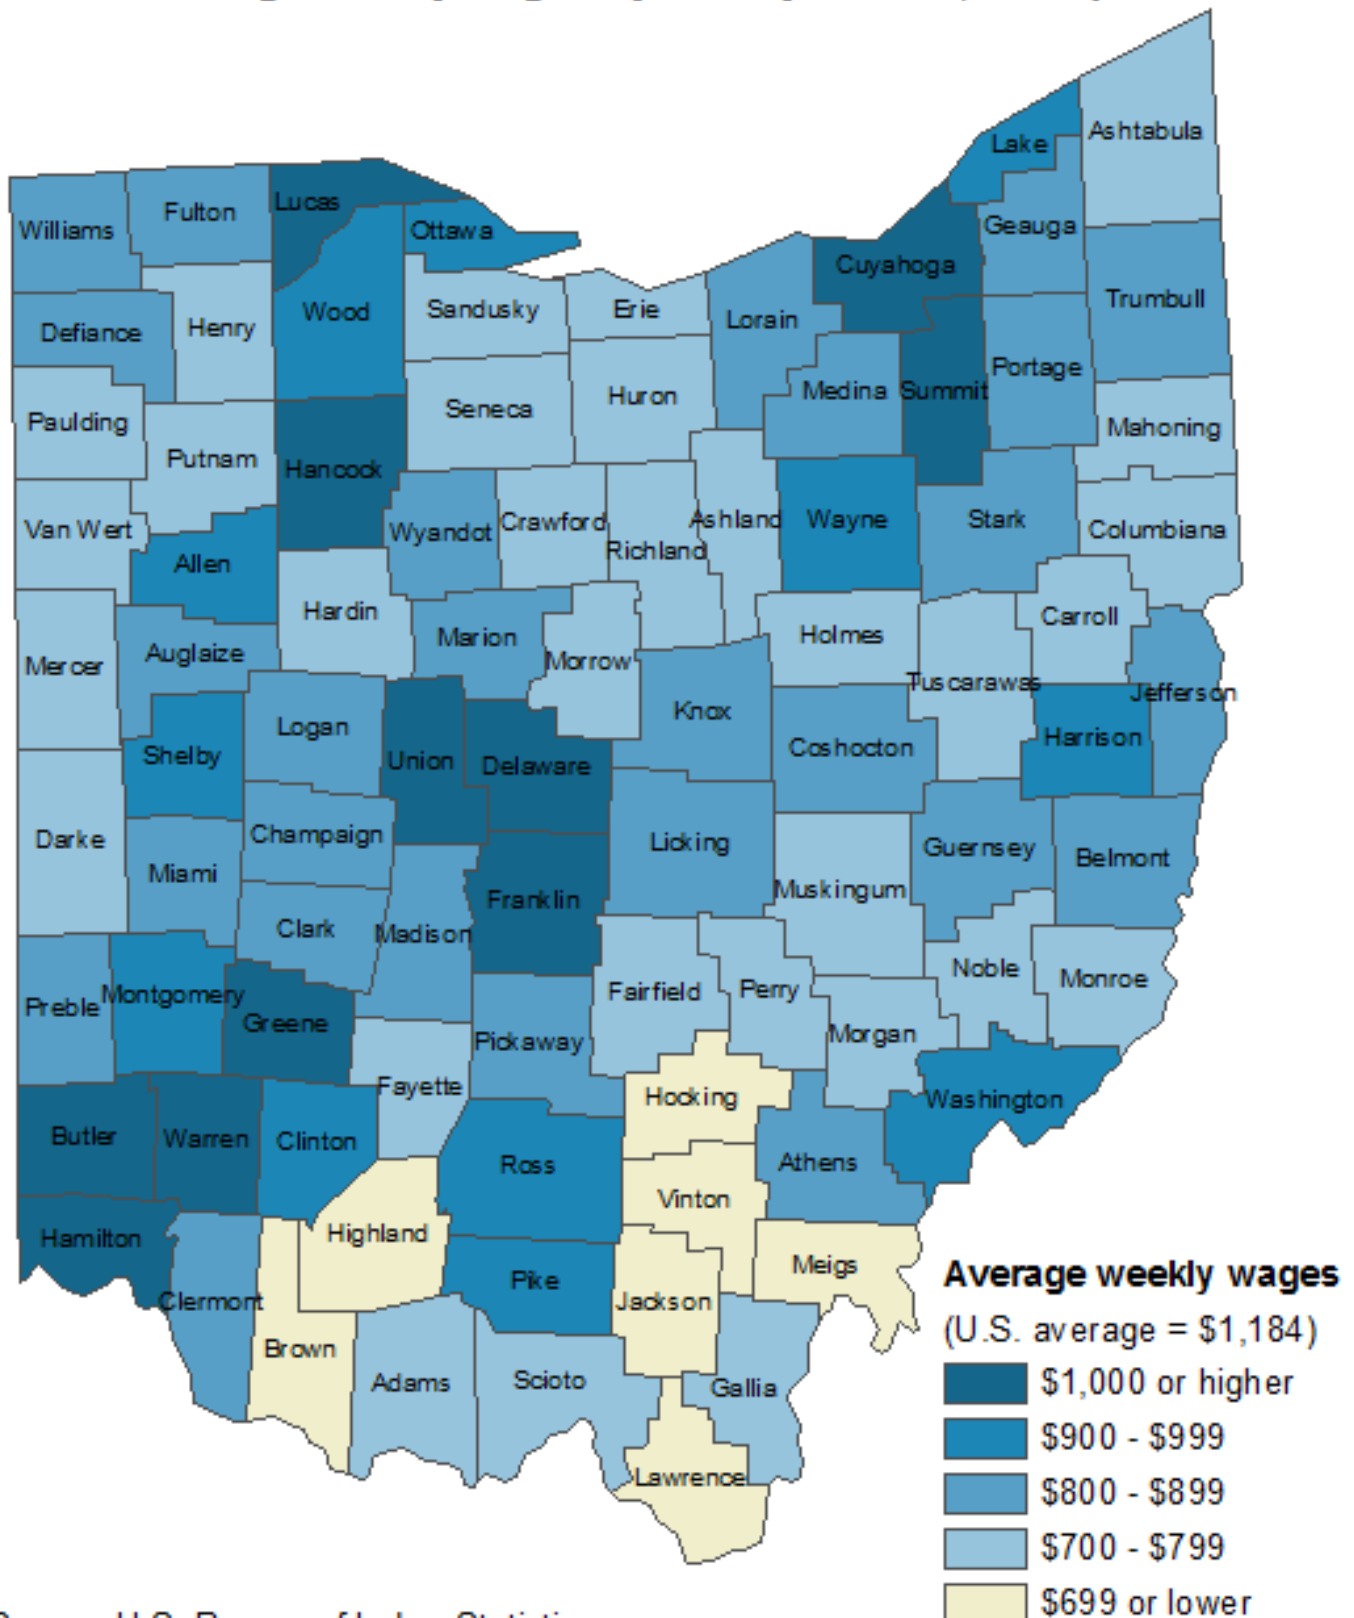 Ashtabula
Lake
Lucas
Fulton
Geauga
Williams
Ottawa
Cuyahoga
Trumbull
Sandusky
Erie
Wood
Lorain
Henry
Defiance
Portage
Medina
Summit
Huron
Seneca
Paulding
Mahoning
Putnam
Hancock
Wayne
Stark
Crawford
Ashland
Van Wert
Columbiana
Wyandot
Richland
Allen
Hardin
Carroll
Holmes
Marion
Auglaize
Morrow
Mercer
Tuscarawas
Jefferson
Knox
Logan
Harrison
Coshocton
Shelby
Union
Delaware
Champaign
Darke
Licking
Guernsey
Belmont
Miami
Muskingum
Franklin
Clark
Madison
Noble
Monroe
Perry
Fairfield
Montgomery
Preble
Greene
Morgan
Pickaway
Fayette
Hocking
Washington
Butler
Warren
Clinton
Athens
Ross
Vinton
Highland
Hamilton
Meigs
Pike
Jackson
Clermont
Brown
Scioto
Adams
Gallia
Lawrence
Average weekly wages
(U.S. average = $1,184)
$1,000 or higher
$900 - $999
$800 - $899
$700 - $799
$699 or lower